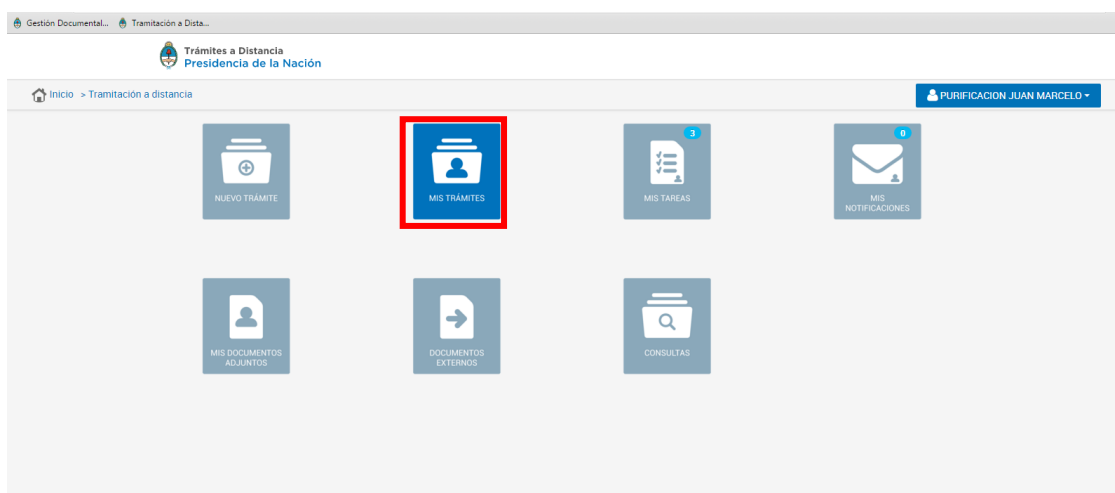 Gestión Documental... Tramitación a Dista...
Trámites a Distancia
Presidencia de la Nación
Inicio > Tramitación a distancia
PURIFICACION JUAN MARCELO
NUEVO TRÁMITE
MIS TRÁMITES
3
MIS TAREAS
0
MIS
NOTIFICACIONES
MIS DOCUMENTOS
ADJUNTOS
DOCUMENTOS
EXTERNOS
CONSULTAS